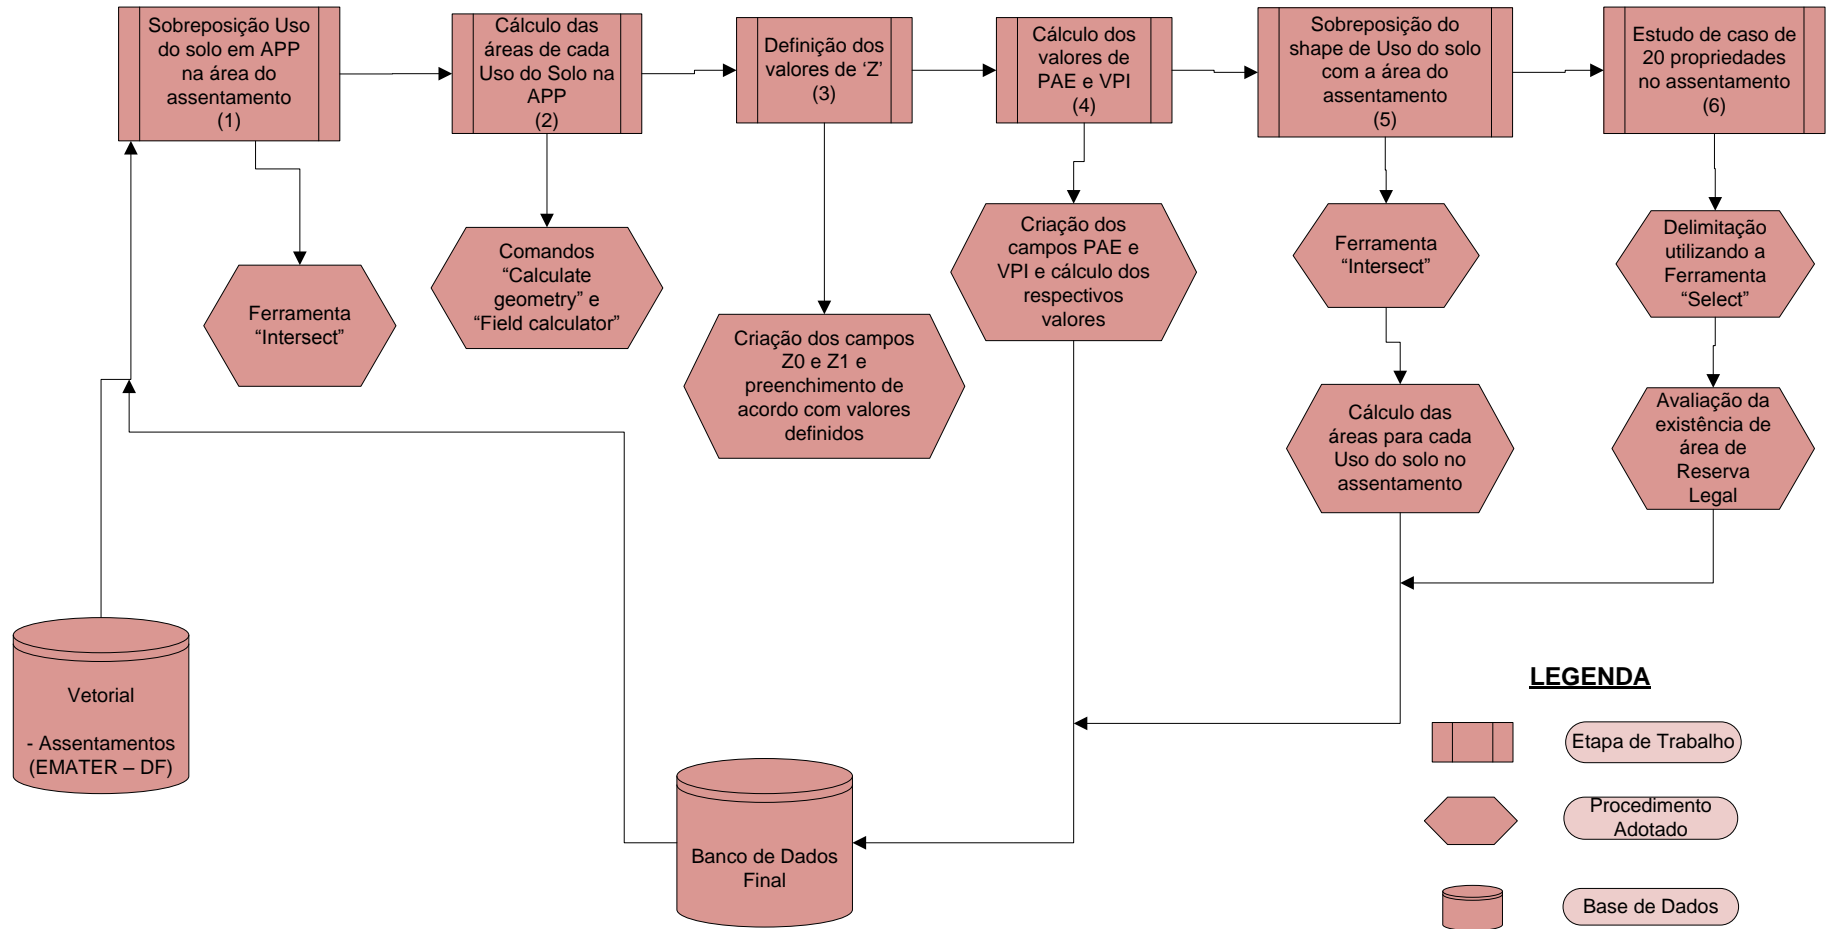 Sobreposição Uso
do solo em APP
na área do
assentamento
(1)
Cálculo das
áreas de cada
Uso do Solo na
APP
(2)
Definição dos
valores de ‘Z’
(3)
Cálculo dos
valores de
PAE e VPI
(4)
Sobreposição do
shape de Uso do solo
com a área do
assentamento
(5)
Estudo de caso de
20 propriedades
no assentamento
(6)
Ferramenta
“Intersect”
Comandos
“Calculate
geometry” e
“Field calculator”
Criação dos campos
Z0 e Z1 e
preenchimento de
acordo com valores
definidos
Criação dos
campos PAE e
VPI e cálculo dos
respectivos
valores
Ferramenta
“Intersect”
Delimitação
utilizando a
Ferramenta
“Select”
Cálculo das
áreas para cada
Uso do solo no
assentamento
Avaliação da
existência de
área de
Reserva
Legal
Vetorial
- Assentamentos
(EMATER – DF)
Banco de Dados
Final
LEGENDA
Etapa de Trabalho
Procedimento
Adotado
Base de Dados